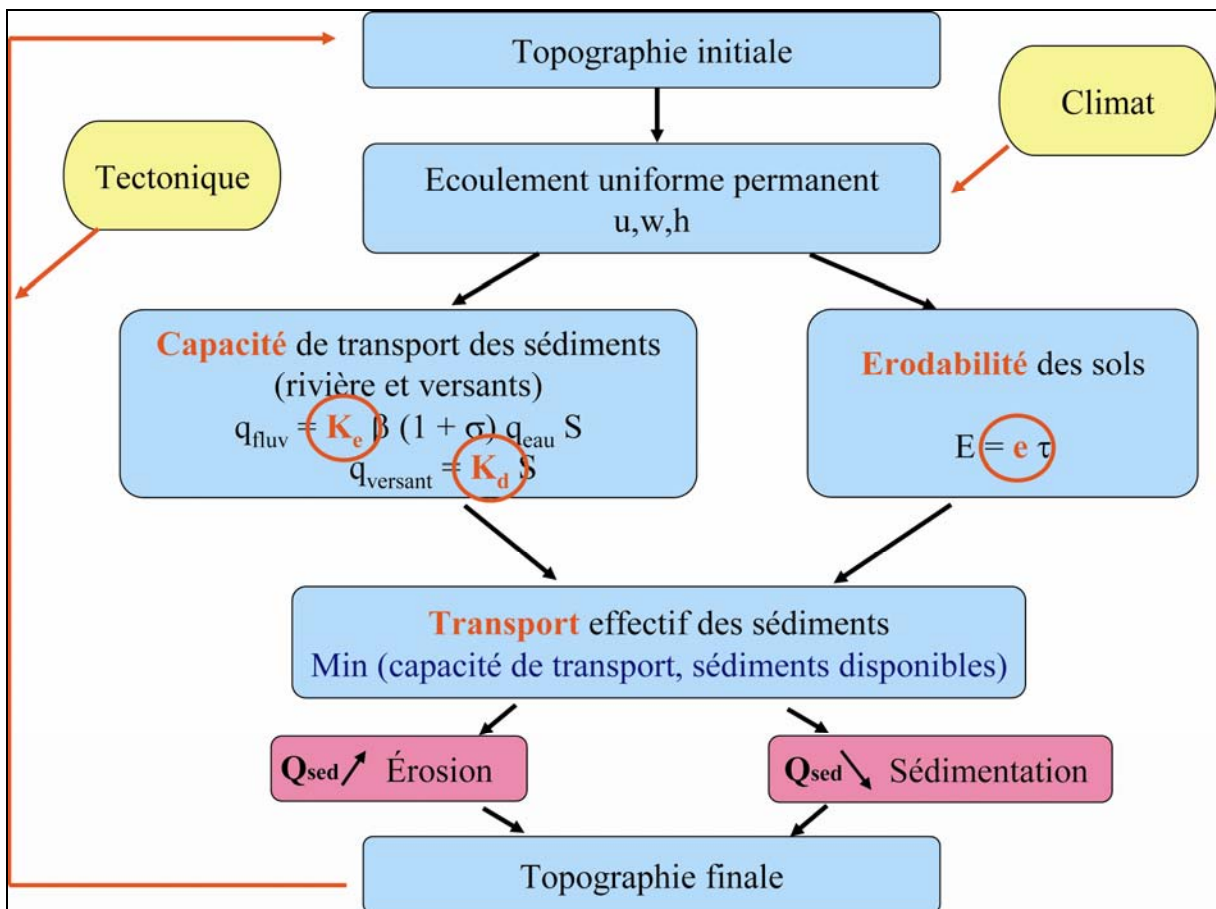 Topographie initiale
Climat
Tectonique
Ecoulement uniforme permanent
u,w,h
Capacité de transport des sédiments
(rivière et versants)
q_fluv = K_e β (1 + σ) q_eau S
q_versant = K_d S
Erodabilité des sols
E = e τ
Transport effectif des sédiments
Min (capacité de transport, sédiments disponibles)
Qsed Érosion
Qsed Sédimentation
Topographie finale